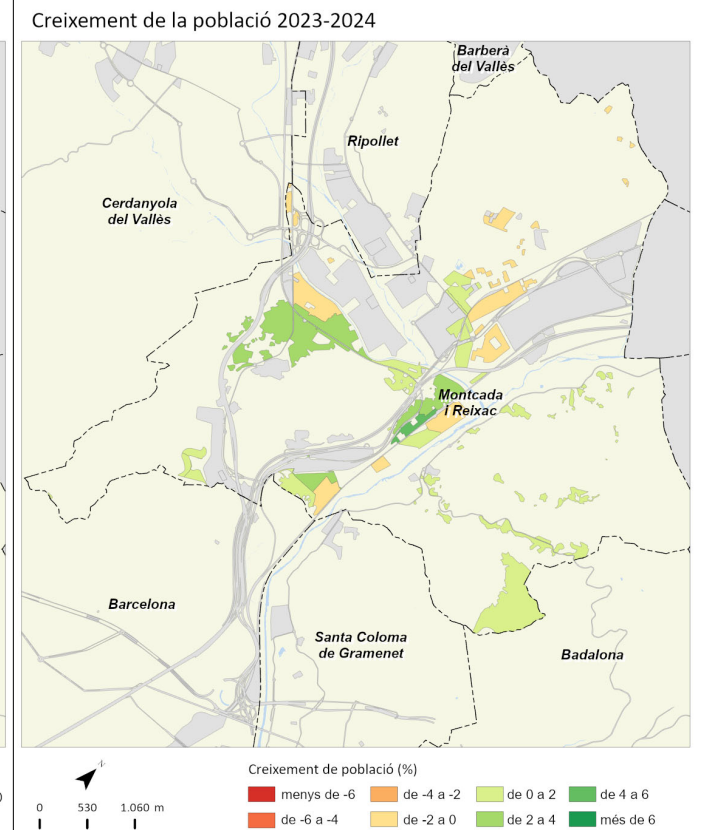 Creixement de la població 2023-2024
Barberà
del Vallès
Ripollet
Cerdanyola
del Vallès
Montcada
i Reixac
Barcelona
Santa Coloma
de Gramenet
Badalona
N
0 530 1.060 m
Creixement de població (%)
menys de -6 de -4 a -2 de 0 a 2 de 4 a 6
de -6 a -4 de -2 a 0 de 2 a 4 més de 6